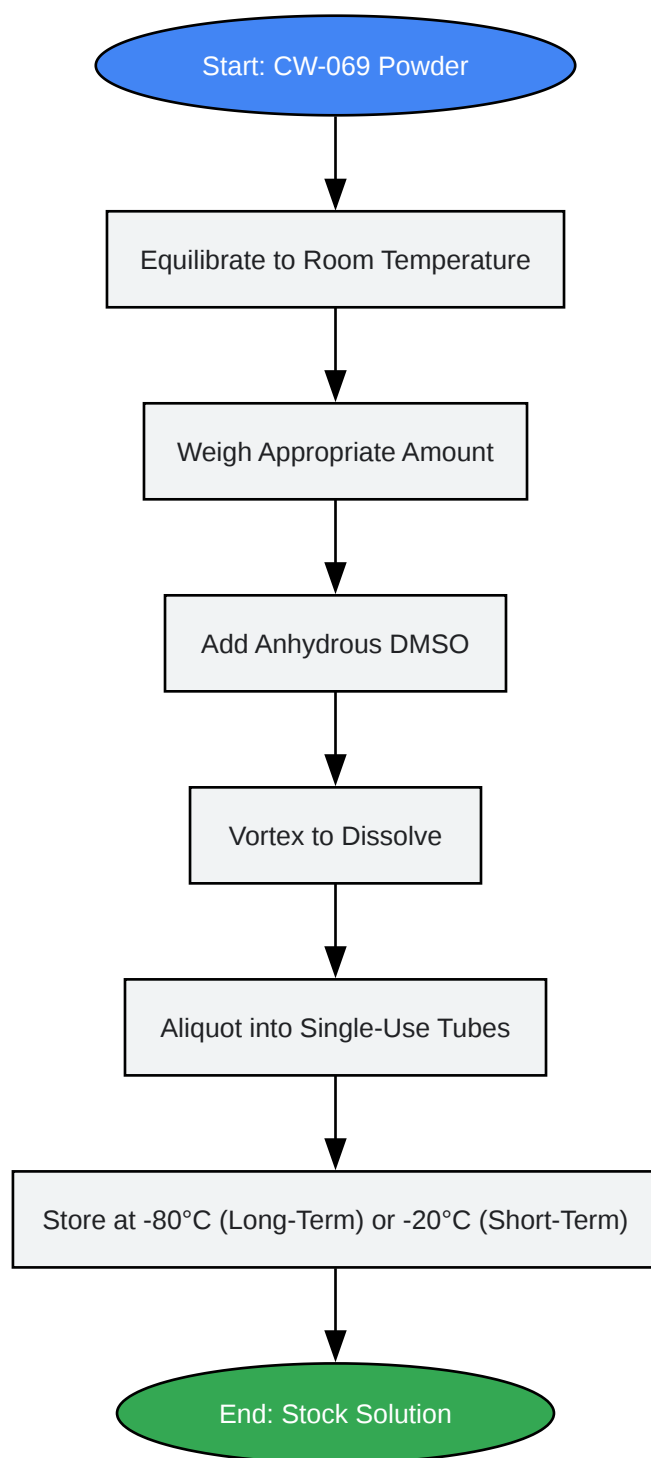 Start: CW-069 Powder
Equilibrate to Room Temperature
Weigh Appropriate Amount
Add Anhydrous DMSO
Vortex to Dissolve
Aliquot into Single-Use Tubes
Store at -80°C (Long-Term) or -20°C (Short-Term)
End: Stock Solution